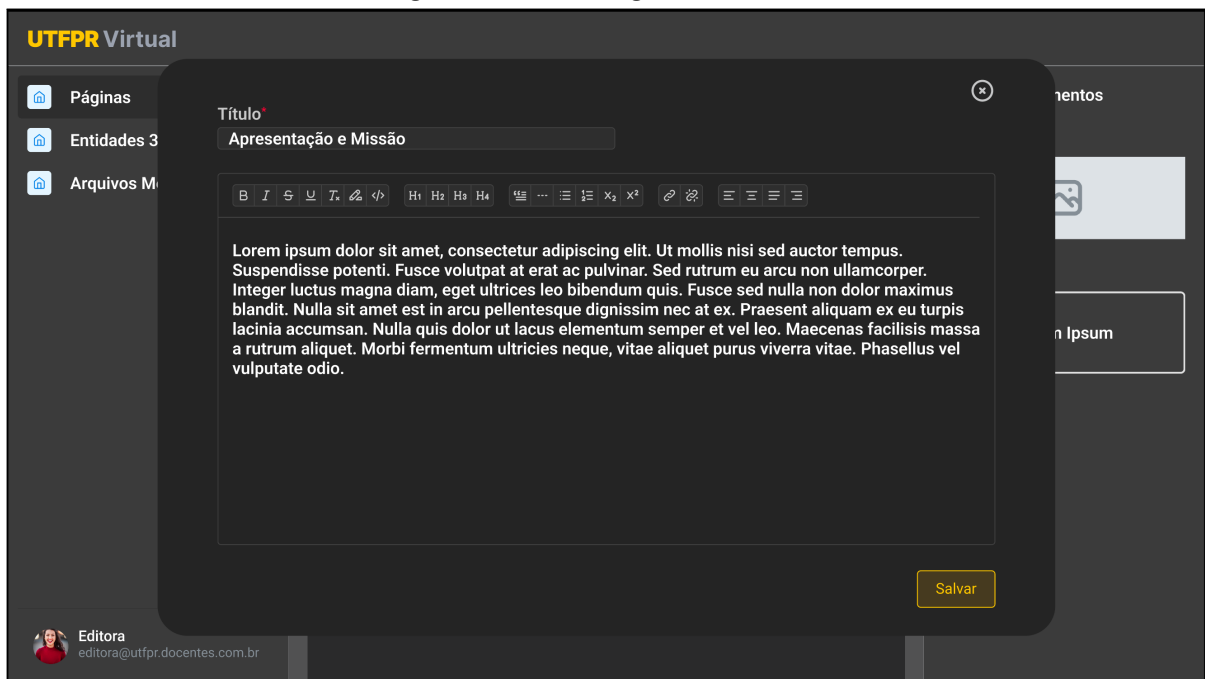 UTFPR Virtual
Páginas
Entidades 3
Arquivos M
Título*
Apresentação e Missão
B I S U Tx </> H1 H2 H3 H4 X2 X²
Lorem ipsum dolor sit amet, consectetur adipiscing elit. Ut mollis nisi sed auctor tempus.
Suspendisse potenti. Fusce volutpat at erat ac pulvinar. Sed rutrum eu arcu non ullamcorper.
Integer luctus magna diam, eget ultrices leo bibendum quis. Fusce sed nulla non dolor maximus
blandit. Nulla sit amet est in arcu pellentesque dignissim nec at ex. Praesent aliquam ex eu turpis
lacinia accumsan. Nulla quis dolor ut lacus elementum semper et vel leo. Maecenas facilisis massa
a rutrum aliquet. Morbi fermentum ultricies neque, vitae aliquet purus viverra vitae. Phasellus vel
vulputate odio.
Salvar
nentos
n Ipsum
Editora
editora@utfpr.docentes.com.br